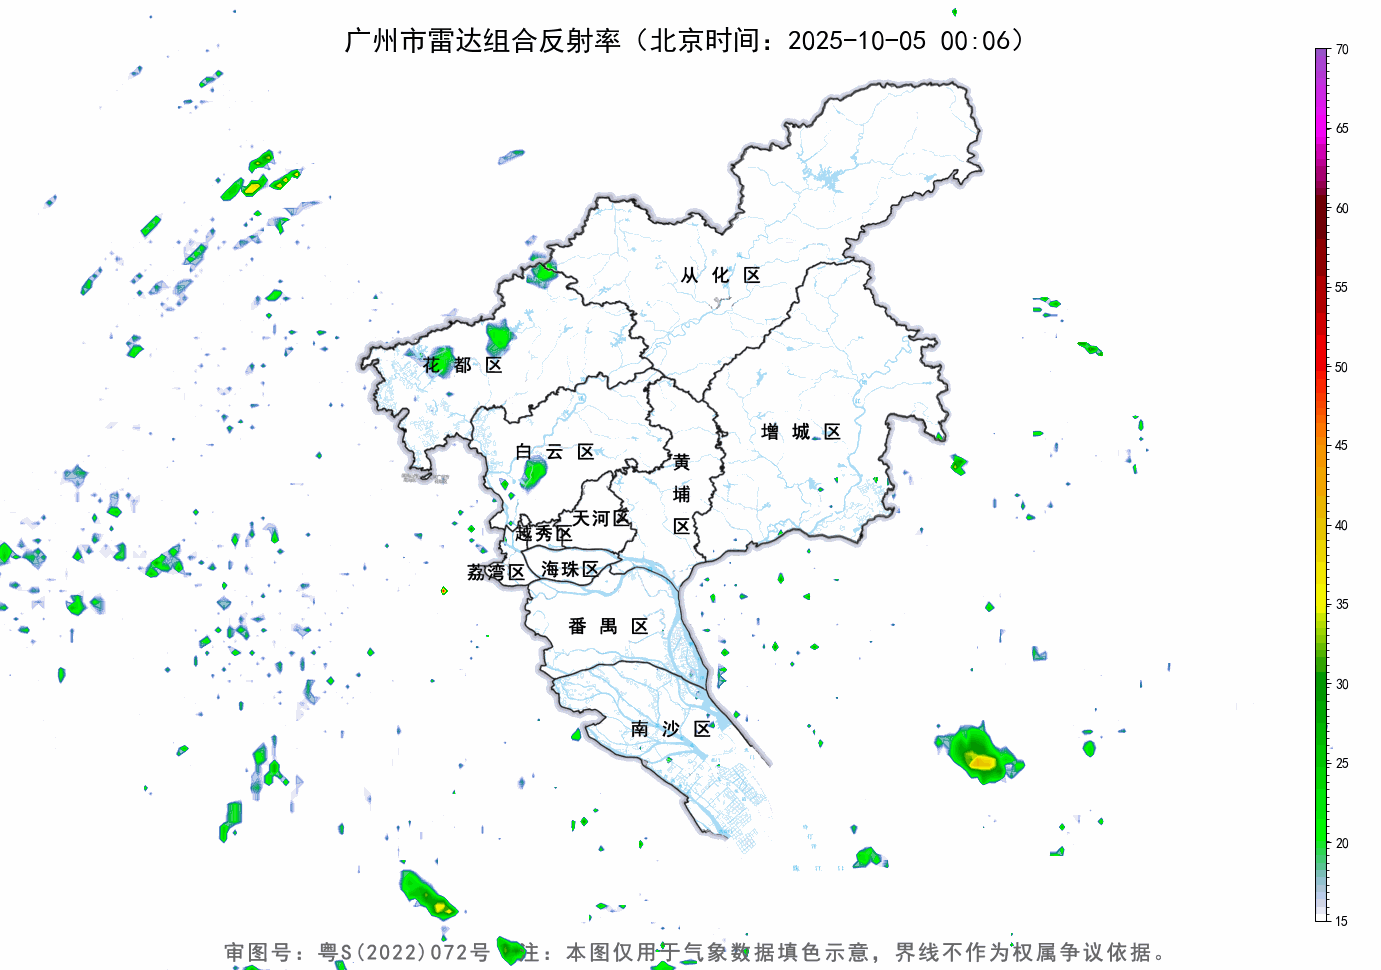 广州市雷达组合反射率（北京时间：2025-10-05 00:06）
70
65
60
55
50
45
40
35
30
25
20
15
从化区
花都区
增城区
白云区
黄埔区
天河区
越秀区
荔湾区
海珠区
番禺区
南沙区
审图号：粤S(2022)072号 注：本图仅用于气象数据填色示意，界线不作为权属争议依据。